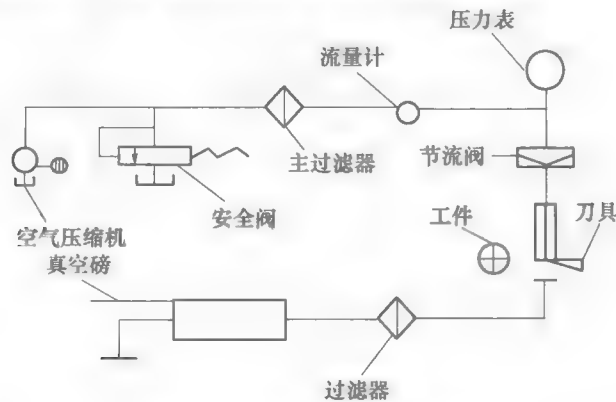 压力表
流量计
主过滤器
节流阀
安全阀
工件
刀具
空气压缩机
真空磅
过滤器